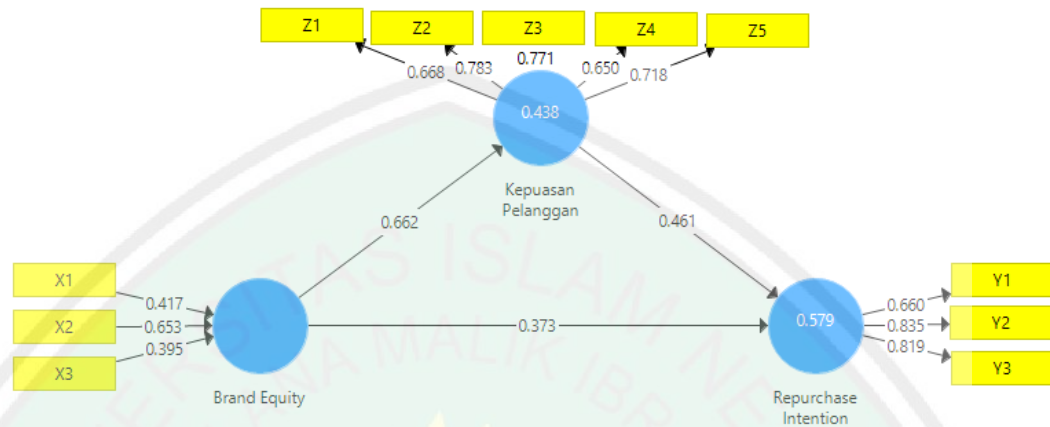 Z1
Z2
Z3
Z4
Z5
0.668
0.783
0.771
0.650
0.718
0.438
Kepuasan
Pelanggan
0.662
0.461
X1
X2
X3
0.417
0.653
0.395
Brand Equity
0.373
0.579
Repurchase
Intention
0.660
0.835
0.819
Y1
Y2
Y3